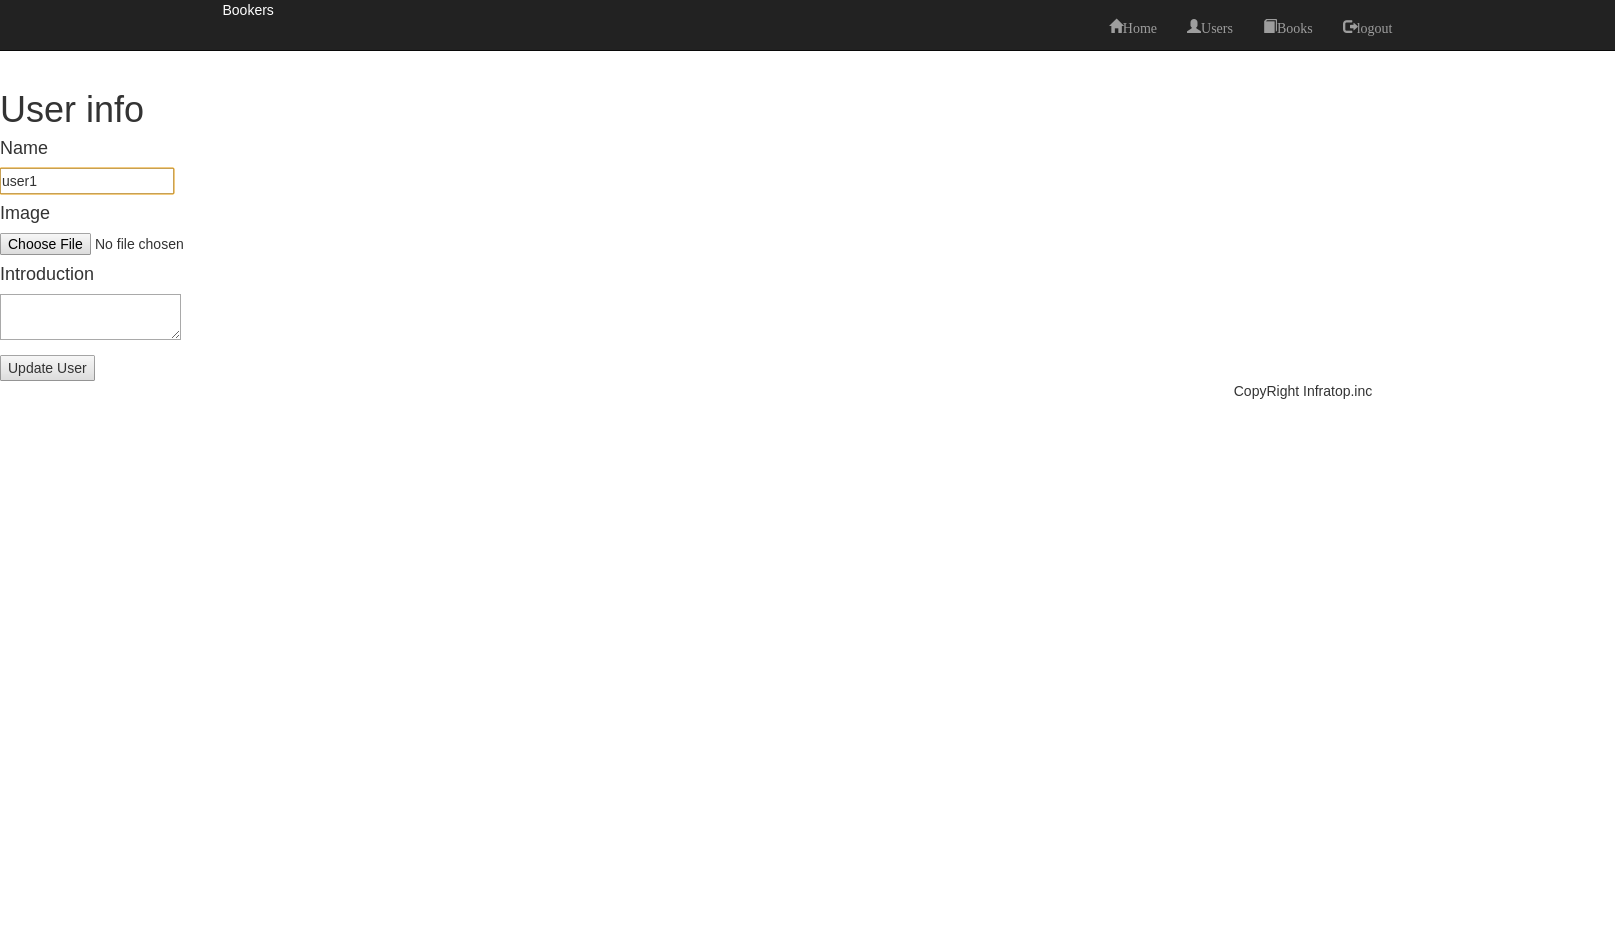 Bookers
Home Users Books logout
User info
Name
user1
Image
Choose File No file chosen
Introduction
Update User
CopyRight Infratop.inc